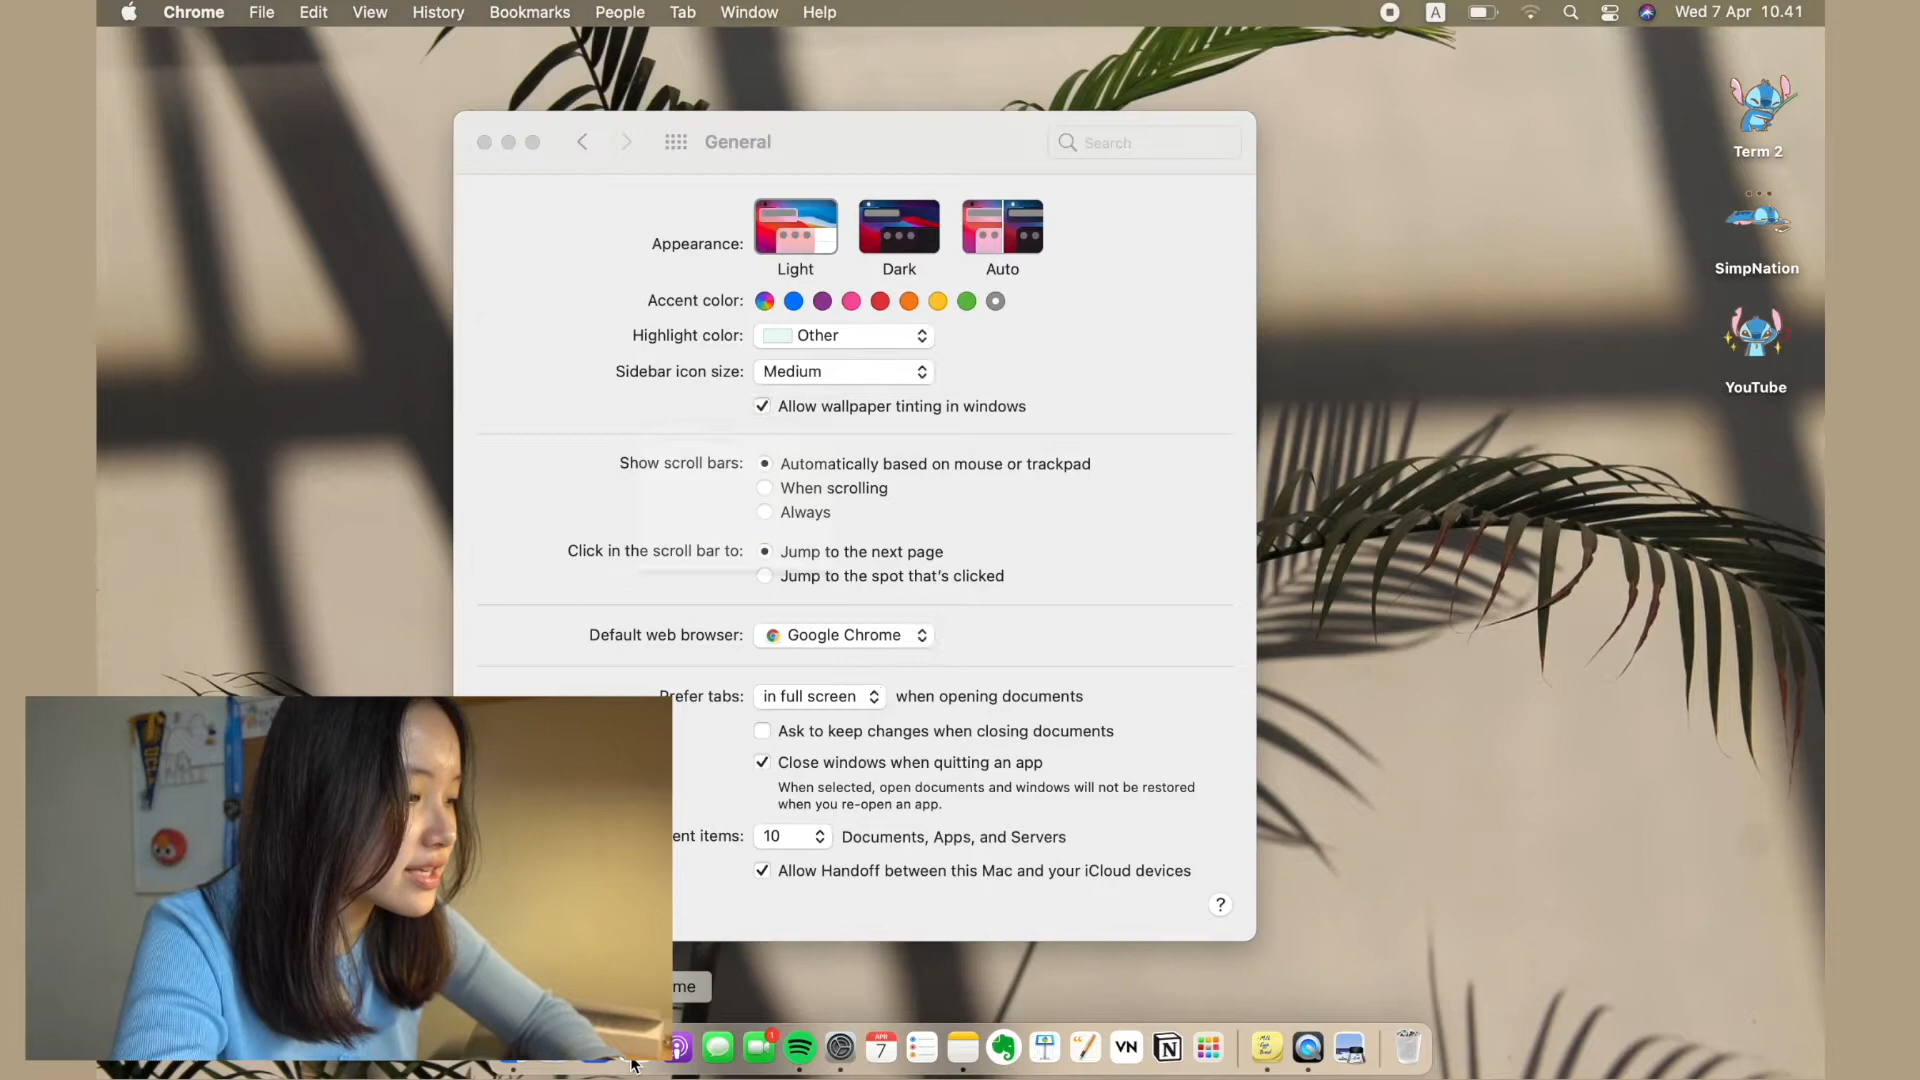 Chrome File Edit View History Bookmarks People Tab Window Help A Wed 7 Apr 10.41
General
Search
Term 2
SimpNation
YouTube
Appearance:
Light Dark Auto
Accent color:
Highlight color: Other
Sidebar icon size: Medium
Allow wallpaper tinting in windows
Show scroll bars: Automatically based on mouse or trackpad
When scrolling
Always
Click in the scroll bar to: Jump to the next page
Jump to the spot that's clicked
Default web browser: Google Chrome
Prefer tabs: in full screen when opening documents
Ask to keep changes when closing documents
Close windows when quitting an app
When selected, open documents and windows will not be restored
when you re-open an app.
ent items: 10 Documents, Apps, and Servers
Allow Handoff between this Mac and your iCloud devices
?
me
UCLA
1
APR
7
VN
N